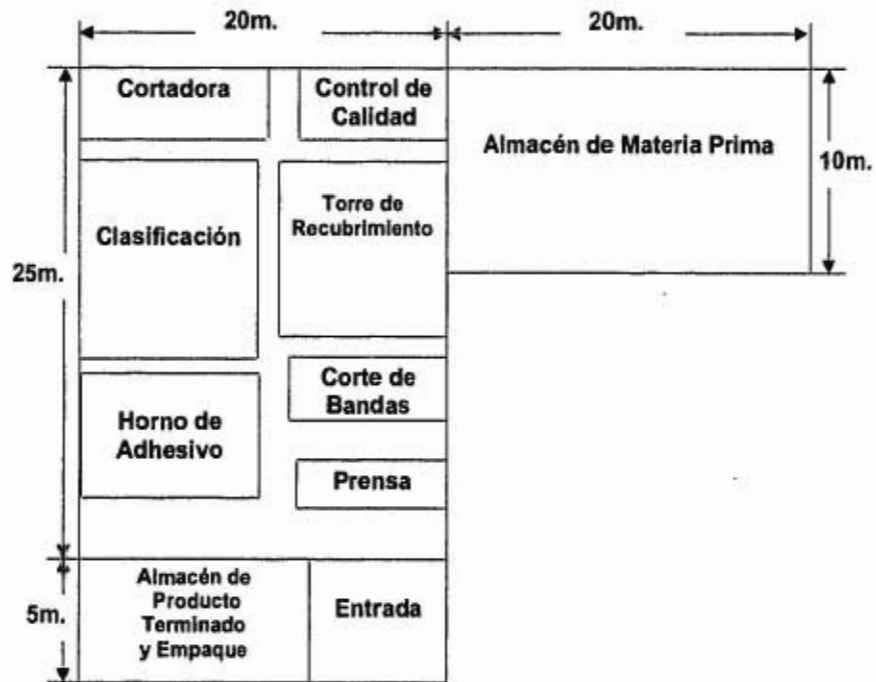 20m.
20m.
Cortadora
Control de
Calidad
Almacén de Materia Prima
10m.
Clasificación
Torre de
Recubrimiento
25m.
Corte de
Bandas
Horno de
Adhesivo
Prensa
Almacén de
Producto
Terminado
y Empaque
Entrada
5m.